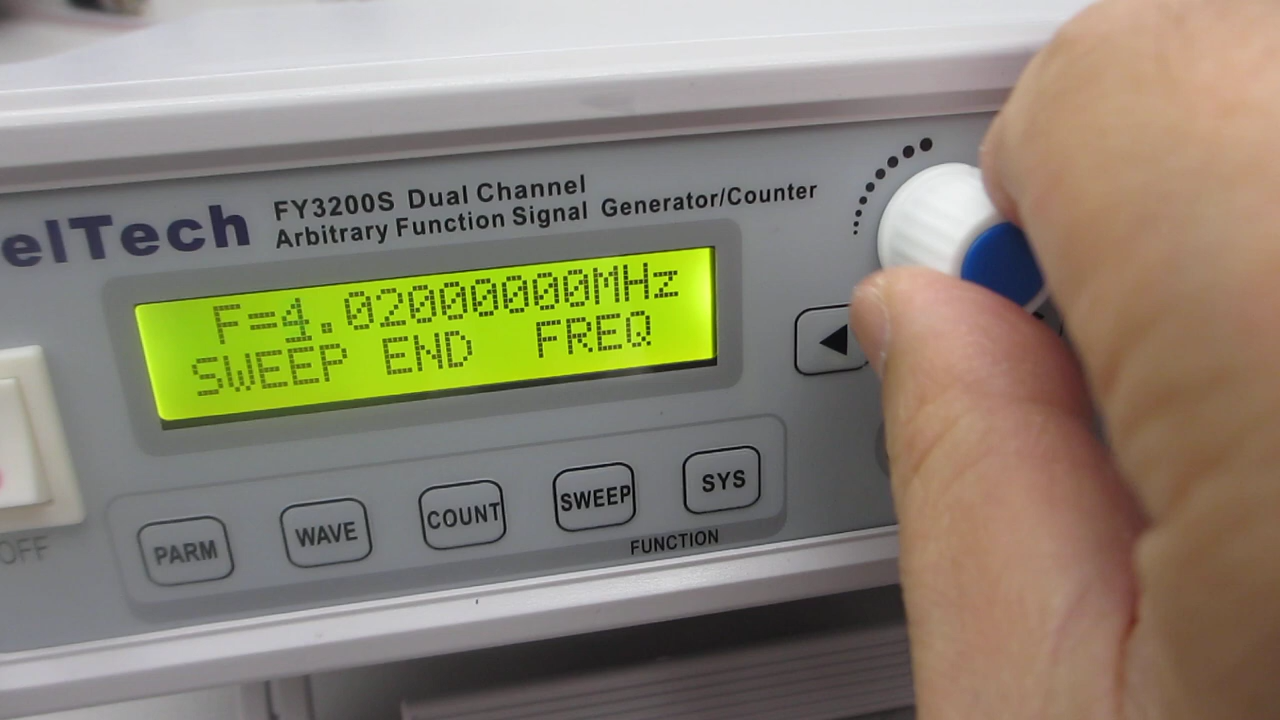 elTech
FY3200S Dual Channel
Arbitrary Function Signal Generator/Counter
F=4.02000000MHz
SWEEP END FREQ
PARM
WAVE
COUNT
SWEEP
SYS
FUNCTION
OFF